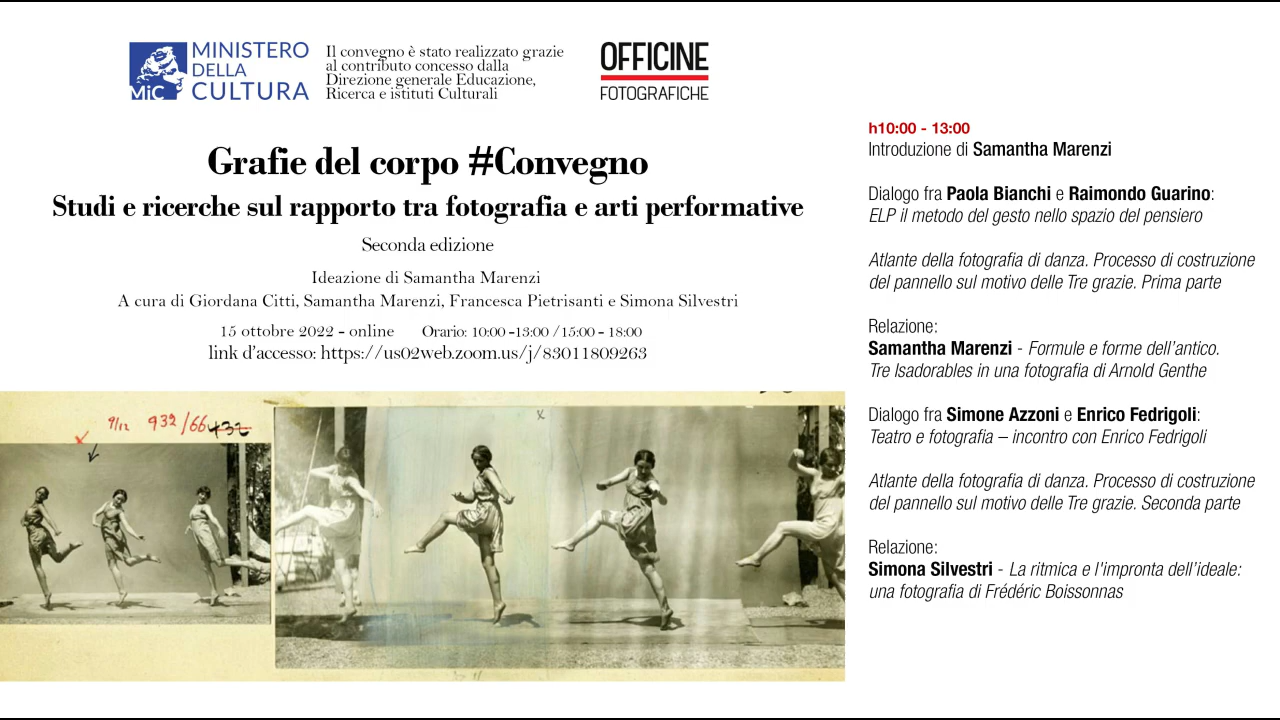 MiC
MINISTERO
DELLA
CULTURA
Il convegno è stato realizzato grazie
al contributo concesso dalla
Direzione generale Educazione,
Ricerca e istituti Culturali
OFFICINE
FOTOGRAFICHE
Grafie del corpo #Convegno
Studi e ricerche sul rapporto tra fotografia e arti performative
Seconda edizione
Ideazione di Samantha Marenzi
A cura di Giordana Citti, Samantha Marenzi, Francesca Pietrisanti e Simona Silvestri
15 ottobre 2022 - online Orario: 10:00 -13:00 /15:00 - 18:00
link d'accesso: https://us02web.zoom.us/j/83011809263
9/12 932/66 432
x
h10:00 - 13:00
Introduzione di Samantha Marenzi
Dialogo fra Paola Bianchi e Raimondo Guarino:
ELP il metodo del gesto nello spazio del pensiero
Atlante della fotografia di danza. Processo di costruzione
del pannello sul motivo delle Tre grazie. Prima parte
Relazione:
Samantha Marenzi - Formule e forme dell'antico.
Tre Isadorables in una fotografia di Arnold Genthe
Dialogo fra Simone Azzoni e Enrico Fedrigoli:
Teatro e fotografia – incontro con Enrico Fedrigoli
Atlante della fotografia di danza. Processo di costruzione
del pannello sul motivo delle Tre grazie. Seconda parte
Relazione:
Simona Silvestri - La ritmica e l'impronta dell'ideale:
una fotografia di Frédéric Boissonnas